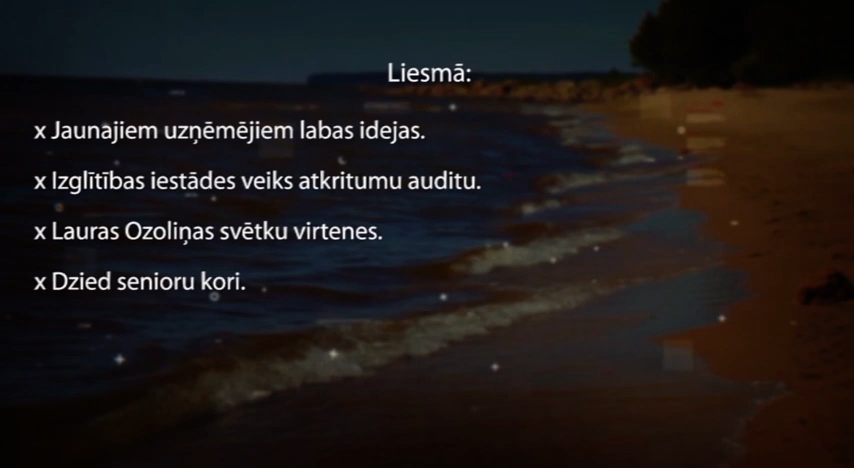 Liesmā:
x Jaunajiem uzņēmējiem labas idejas.
x Izglītības iestādes veiks atkritumu auditu.
x Lauras Ozoliņas svētku virtenes.
x Dzied senioru kori.